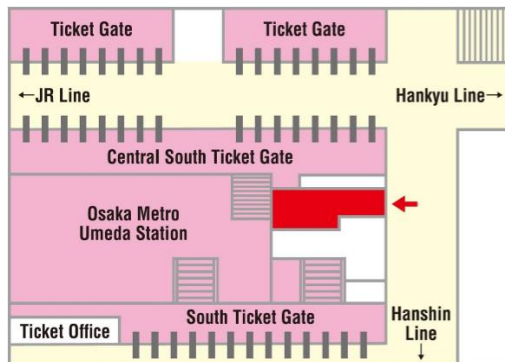 Ticket Gate
Ticket Gate
←JR Line
Hankyu Line→
Central South Ticket Gate
Osaka Metro
Umeda Station
Ticket Office
South Ticket Gate
Hanshin
Line
↓